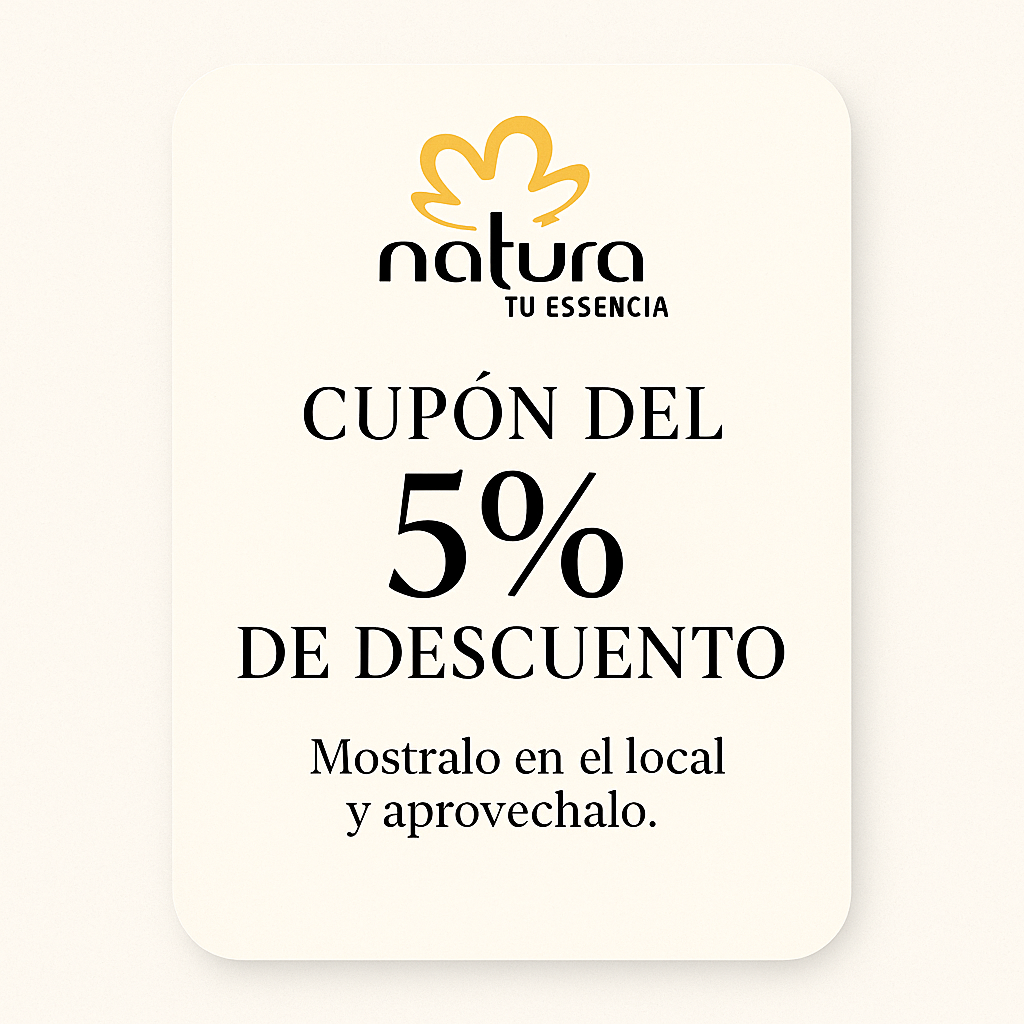 natura
TU ESSENCIA
CUPÓN DEL
5%
DE DESCUENTO
Mostralo en el local
y aprovechalo.